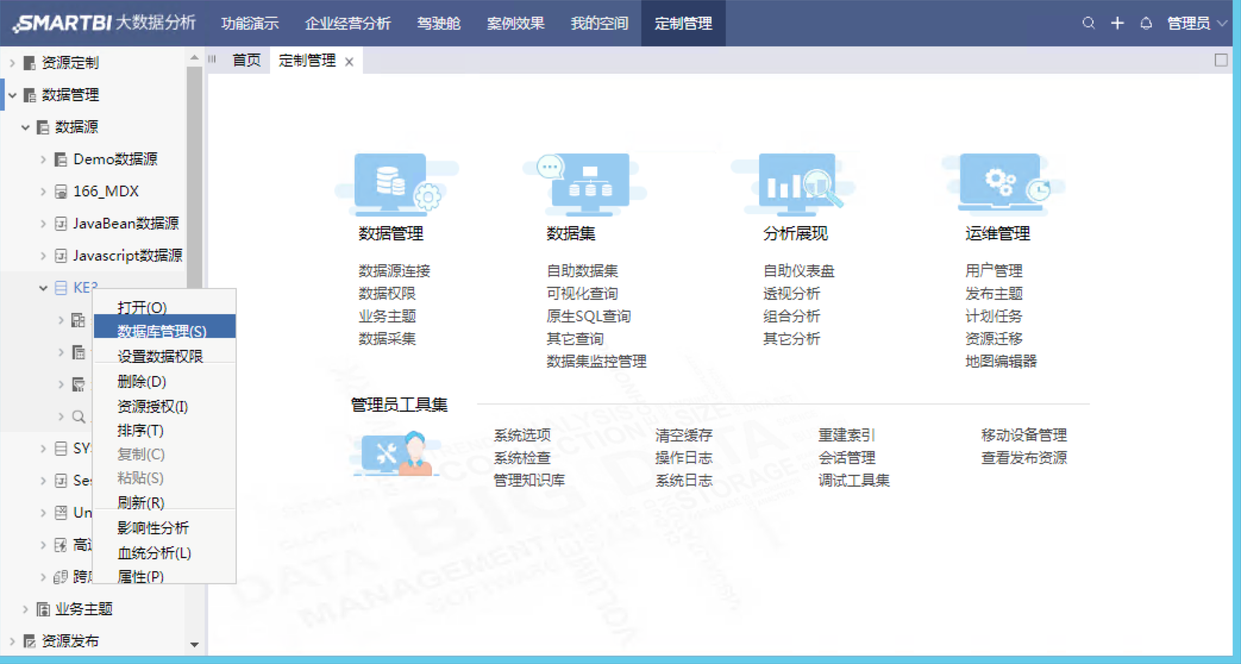 SMARTBI 大数据分析 功能演示 企业经营分析 驾驶舱 案例效果 我的空间 定制管理 管理员
资源定制
数据管理
数据源
Demo数据源
166_MDX
JavaBean数据源
Javascript数据源
业务主题
资源发布
打开(O)
数据库管理(S)
设置数据权限
删除(D)
资源授权(I)
排序(T)
复制(C)
粘贴(S)
刷新(R)
影响性分析
血统分析(L)
属性(P)
首页 定制管理
数据管理
数据源连接
数据权限
业务主题
数据采集
数据集
自助数据集
可视化查询
原生SQL查询
其它查询
数据集监控管理
分析展现
自助仪表盘
透视分析
组合分析
其它分析
运维管理
用户管理
发布主题
计划任务
资源迁移
地图编辑器
管理员工具集
系统选项 清空缓存 重建索引 移动设备管理
系统检查 操作日志 会话管理 查看发布资源
管理知识库 系统日志 调试工具集
BIG DATA
DATA
MANAGEMENT
SOFTWARE
STORAGE
SIZE